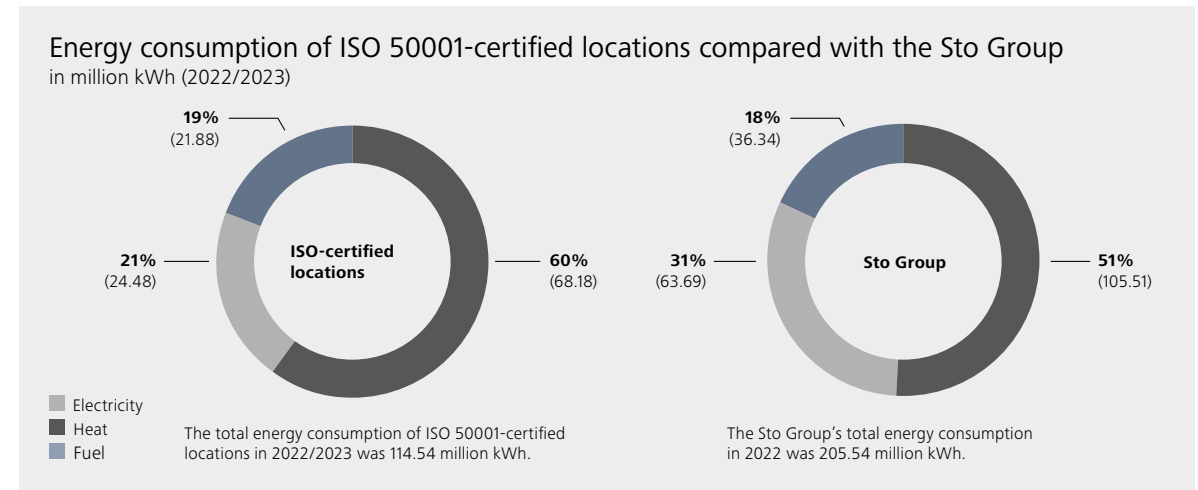 Energy consumption of ISO 50001-certified locations compared with the Sto Group
in million kWh (2022/2023)
19%
(21.88)
21%
(24.48)
ISO-certified
locations
60%
(68.18)
18%
(36.34)
31%
(63.69)
Sto Group
51%
(105.51)
Electricity
Heat
Fuel
The total energy consumption of ISO 50001-certified
locations in 2022/2023 was 114.54 million kWh.
The Sto Group’s total energy consumption
in 2022 was 205.54 million kWh.